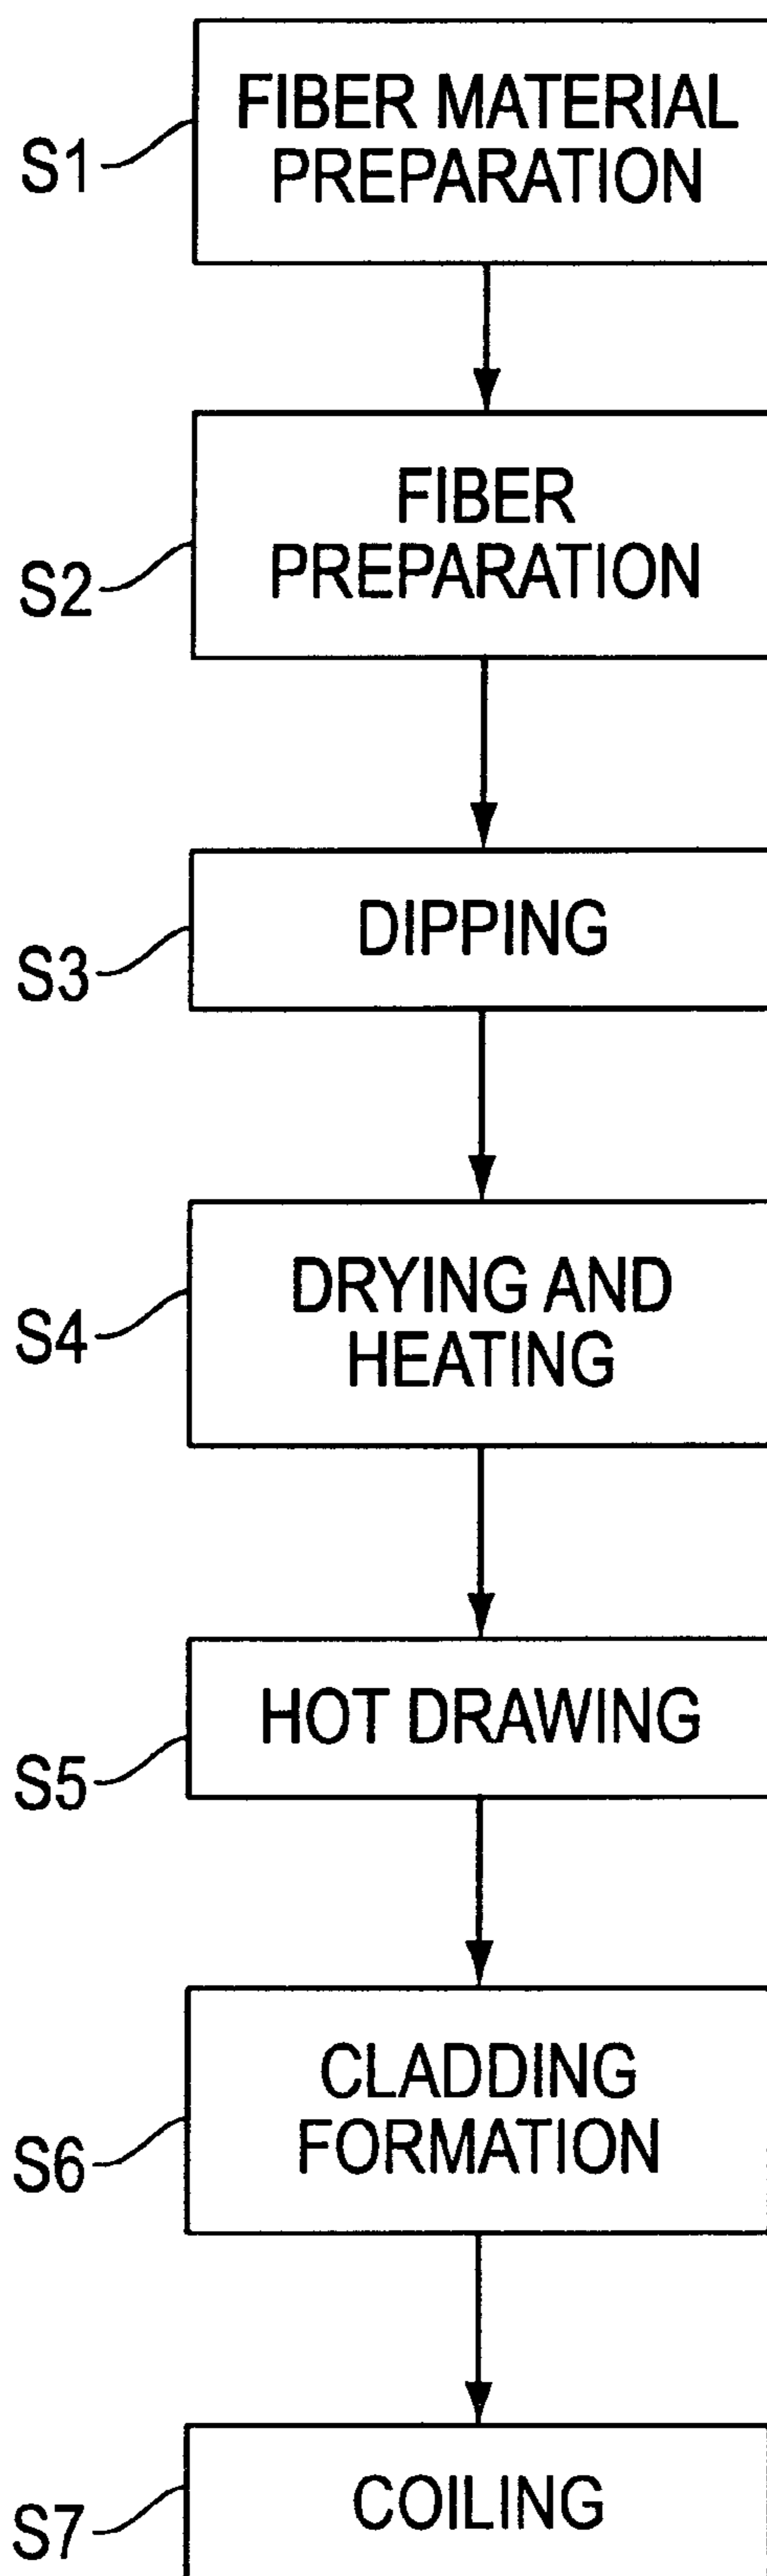 FIBER MATERIAL
PREPARATION
S1
FIBER
PREPARATION
S2
DIPPING
S3
DRYING AND
HEATING
S4
HOT DRAWING
S5
CLADDING
FORMATION
S6
COILING
S7